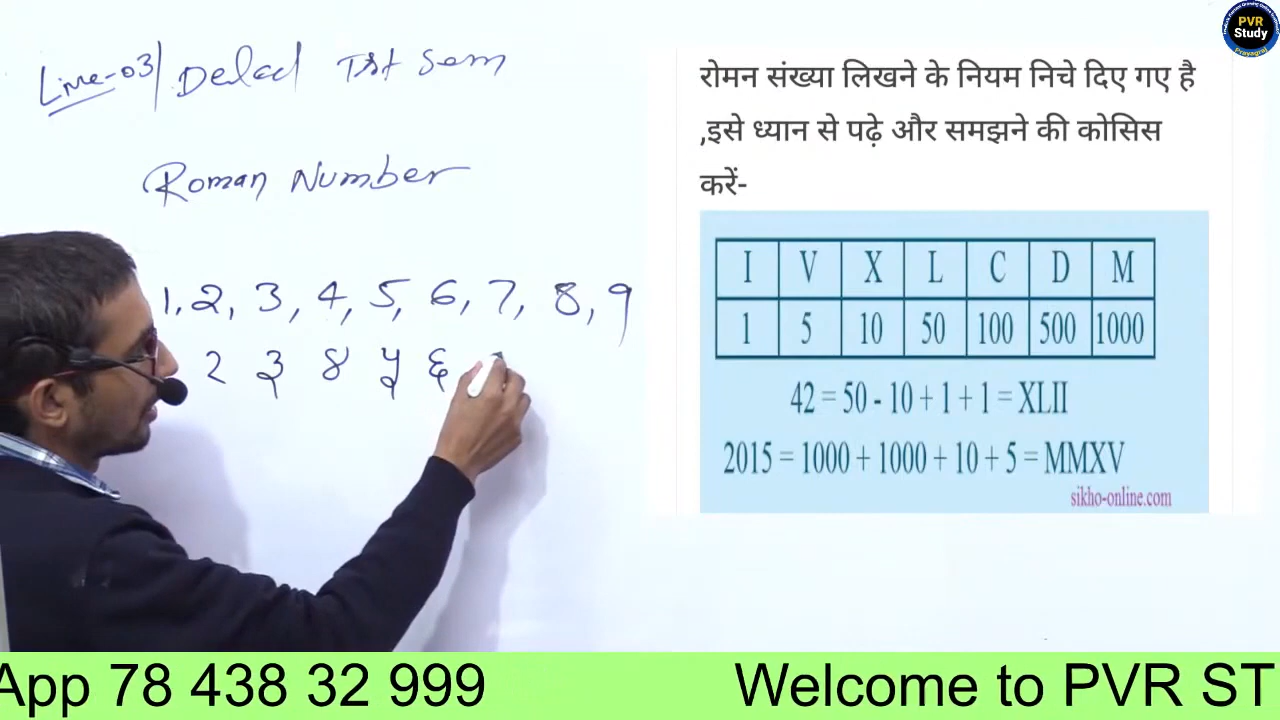 Live-03 Deled Ist Sem
Roman Number
1, 2, 3, 4, 5, 6, 7, 8, 9
२ ३ ४ ५ ६
PVR
Study
Prayagraj
रोमन संख्या लिखने के नियम निचे दिए गए है
,इसे ध्यान से पढ़े और समझने की कोसिस
करें-
I V X L C D M
1 5 10 50 100 500 1000
42 = 50 - 10 + 1 + 1 = XLII
2015 = 1000 + 1000 + 10 + 5 = MMXV
sikho-online.com
App 78 438 32 999 Welcome to PVR ST